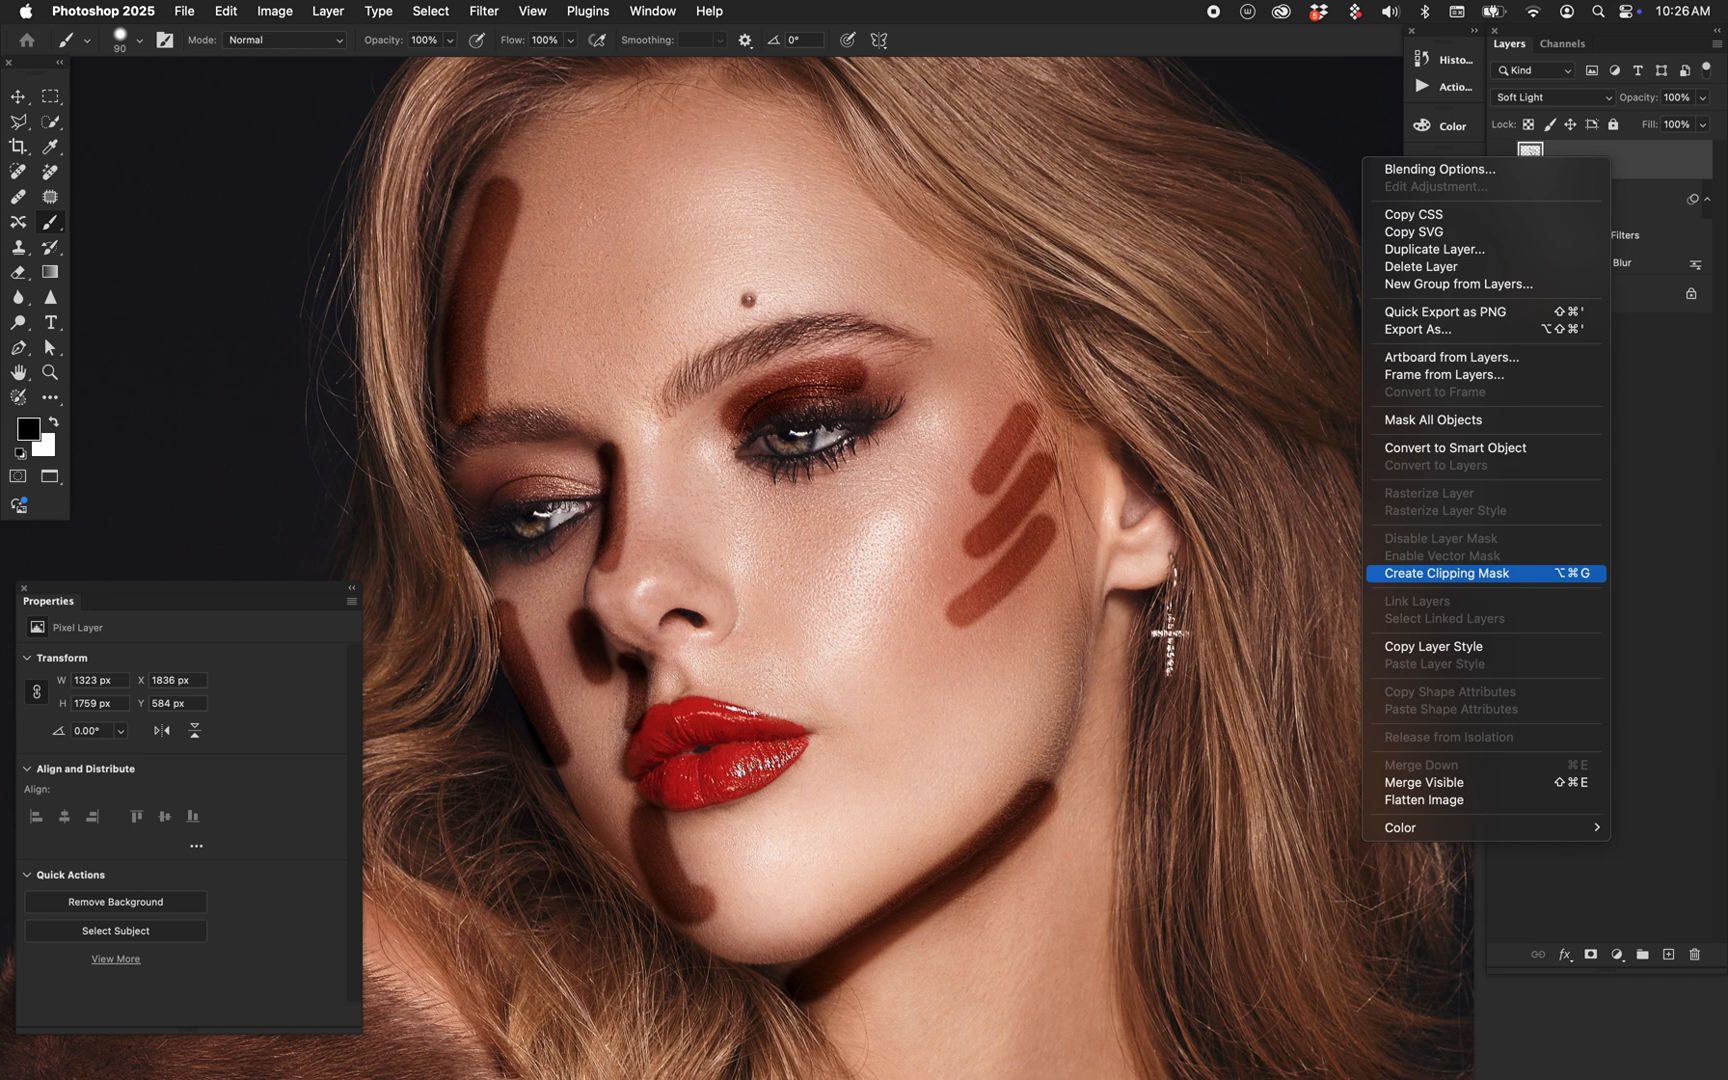 Photoshop 2025 File Edit Image Layer Type Select Filter View Plugins Window Help 10:26 AM
90 Mode: Normal Opacity: 100% Flow: 100% Smoothing: 0°
Histo...
Actio...
Color
Layers Channels
Kind
Soft Light Opacity: 100%
Lock: Fill: 100%
Filters
Blur
Blending Options...
Edit Adjustment...
Copy CSS
Copy SVG
Duplicate Layer...
Delete Layer
New Group from Layers...
Quick Export as PNG ⇧⌘'
Export As... ⌥⇧⌘'
Artboard from Layers...
Frame from Layers...
Convert to Frame
Mask All Objects
Convert to Smart Object
Convert to Layers
Rasterize Layer
Rasterize Layer Style
Disable Layer Mask
Enable Vector Mask
Create Clipping Mask ⌥⌘G
Link Layers
Select Linked Layers
Copy Layer Style
Paste Layer Style
Copy Shape Attributes
Paste Shape Attributes
Release from Isolation
Merge Down ⌘E
Merge Visible ⇧⌘E
Flatten Image
Color
Properties
Pixel Layer
Transform
W 1323 px X 1836 px
H 1759 px Y 584 px
0.00°
Align and Distribute
Align:
Quick Actions
Remove Background
Select Subject
View More
fx